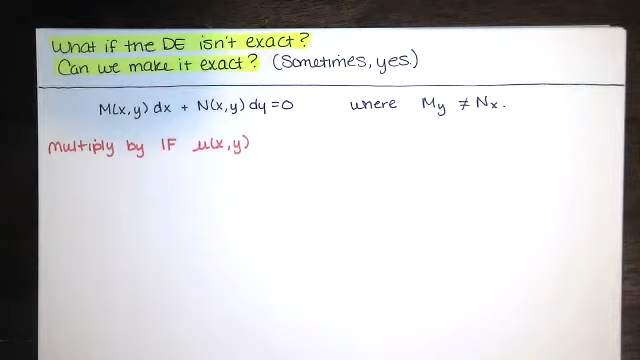 What if the DE isn't exact?
Can we make it exact? (Sometimes, yes.)
M(x,y) dx + N(x,y) dy = 0 where My ≠ Nx.
multiply by IF μ(x,y)